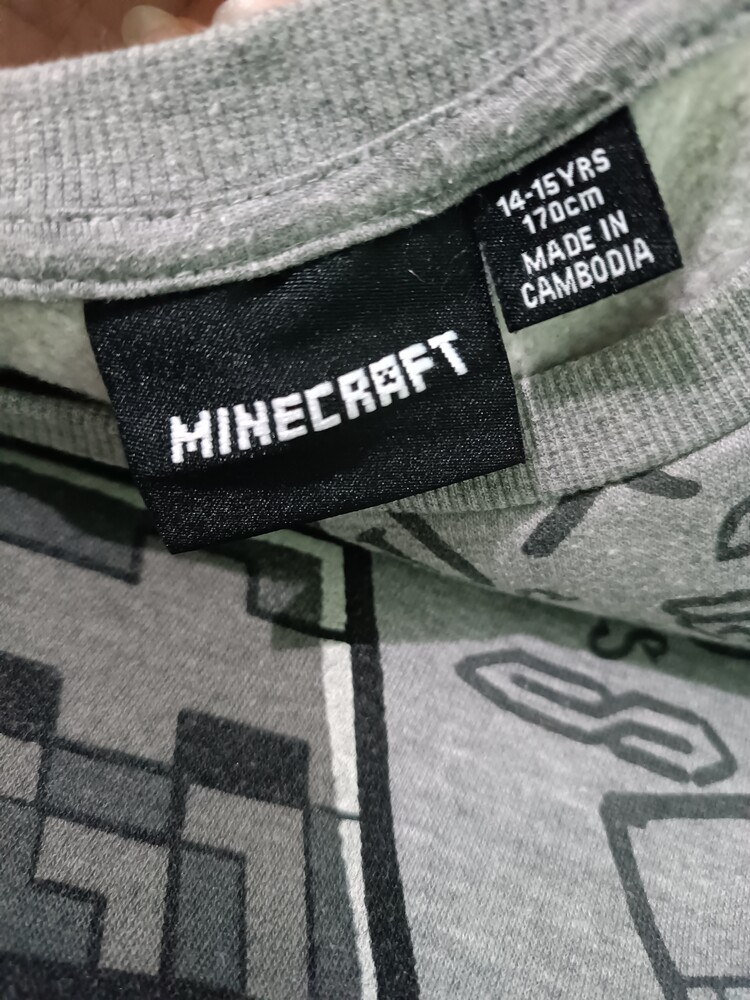 14-15YRS
170cm
MADE IN
CAMBODIA
MINECRAFT
S